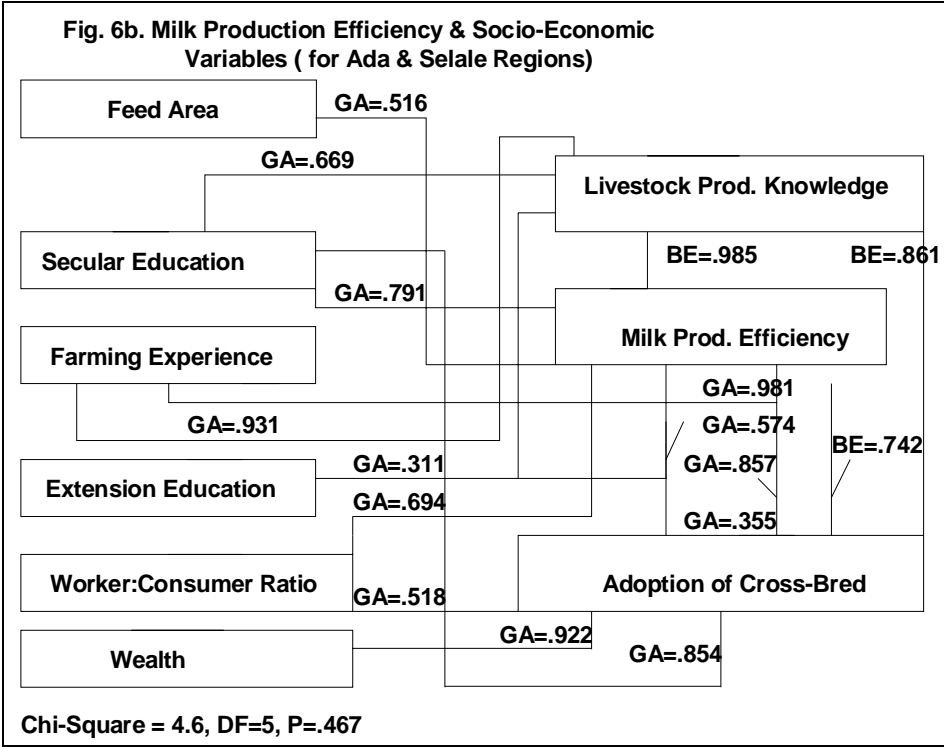 Fig. 6b. Milk Production Efficiency & Socio-Economic
Variables ( for Ada & Selale Regions)
Feed Area
GA=.516
GA=.669
Livestock Prod. Knowledge
Secular Education
BE=.985
BE=.861
GA=.791
Milk Prod. Efficiency
Farming Experience
GA=.981
GA=.931
GA=.574
BE=.742
GA=.311
GA=.857
Extension Education
GA=.694
GA=.355
Worker:Consumer Ratio
GA=.518
Adoption of Cross-Bred
GA=.922
GA=.854
Wealth
Chi-Square = 4.6, DF=5, P=.467